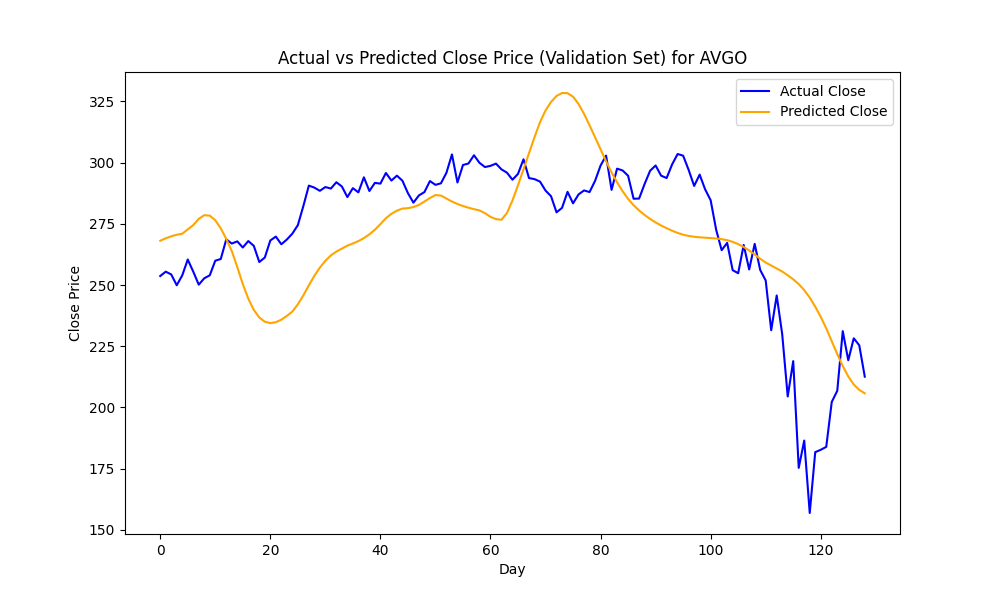 Actual vs Predicted Close Price (Validation Set) for AVGO
Actual Close
Predicted Close
Close Price
325
300
275
250
225
200
175
150
0 20 40 60 80 100 120
Day